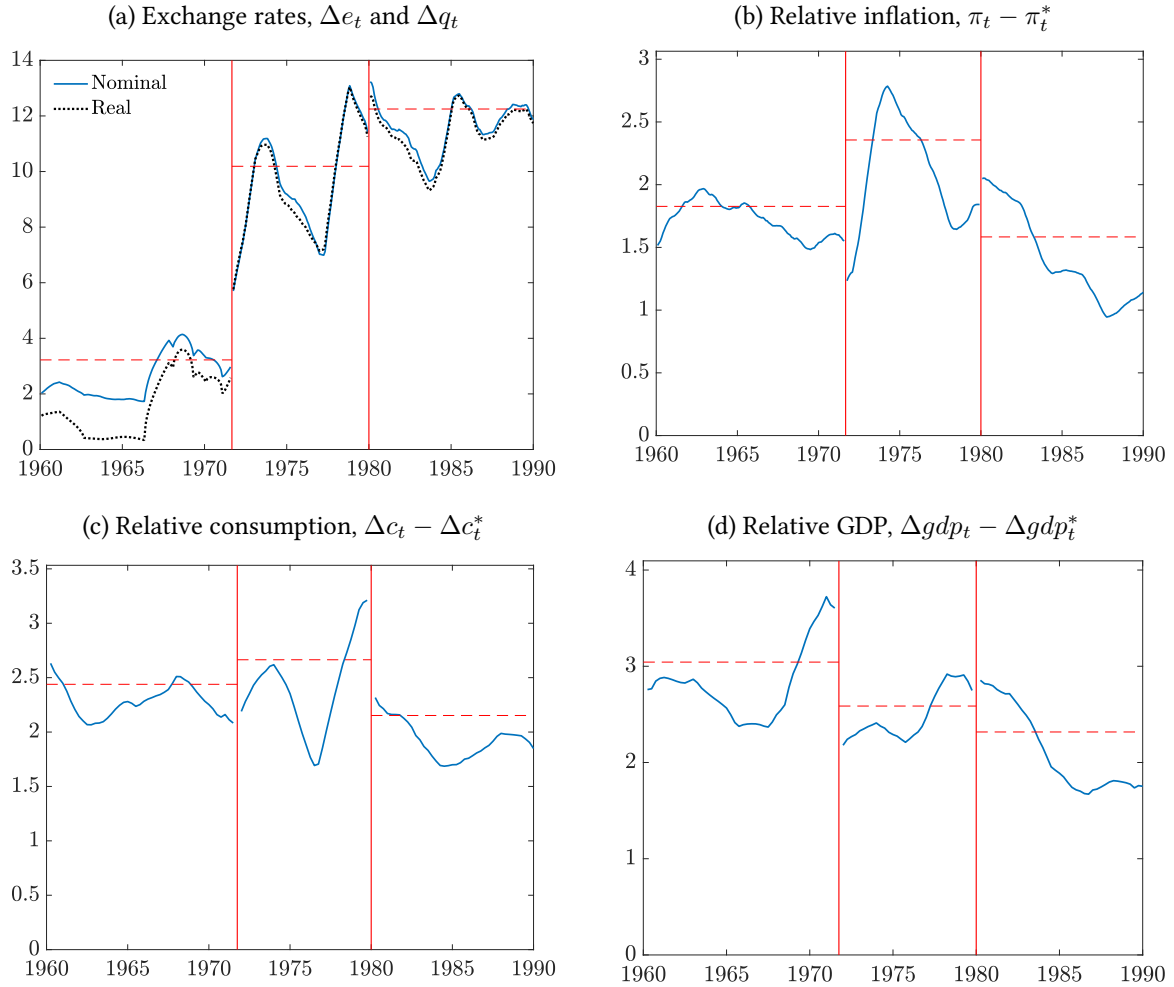 (a) Exchange rates, Δe_t and Δq_t
14
12
10
8
6
4
2
0
Nominal
Real
1960 1965 1970 1975 1980 1985 1990
(b) Relative inflation, π_t − π_t^*
3
2.5
2
1.5
1
0.5
0
1960 1965 1970 1975 1980 1985 1990
(c) Relative consumption, Δc_t − Δc_t^*
3.5
3
2.5
2
1.5
1
0.5
0
1960 1965 1970 1975 1980 1985 1990
(d) Relative GDP, Δgdp_t − Δgdp_t^*
4
3
2
1
0
1960 1965 1970 1975 1980 1985 1990